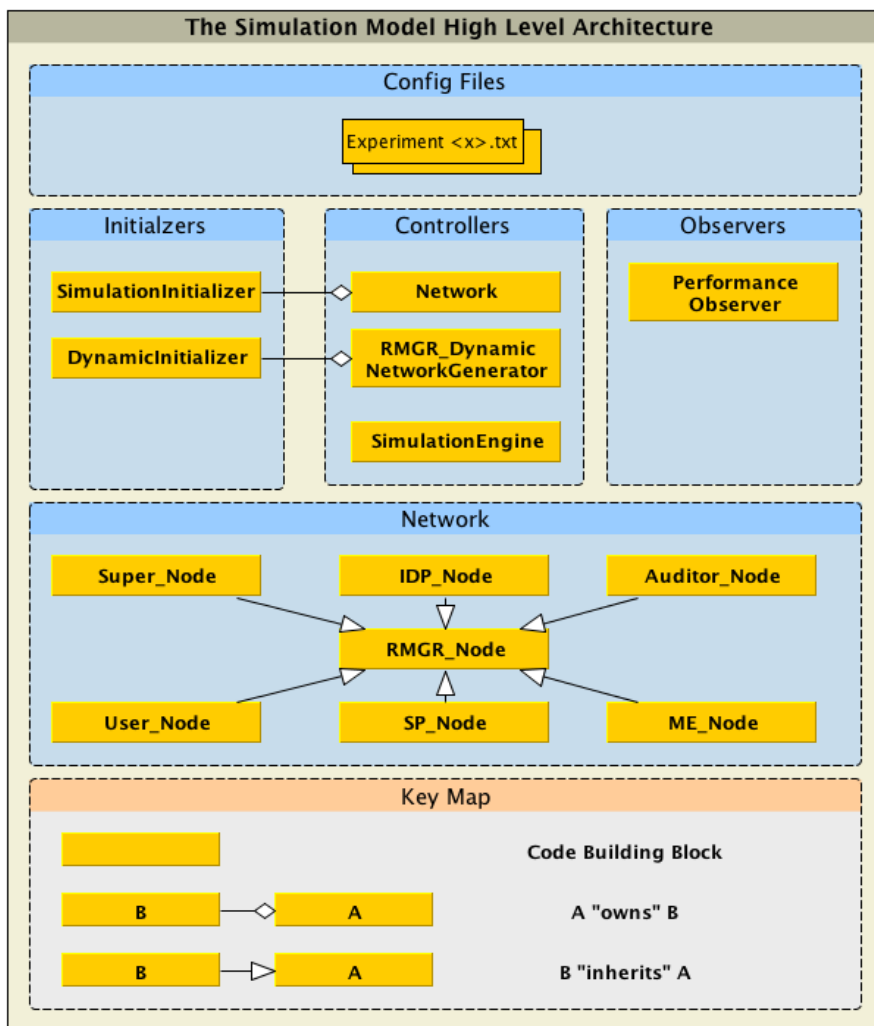 The Simulation Model High Level Architecture
Config Files
Experiment <x>.txt
Initialzers
SimulationInitializer
DynamicInitializer
Controllers
Network
RMGR_Dynamic
NetworkGenerator
SimulationEngine
Observers
Performance
Observer
Network
Super_Node
IDP_Node
Auditor_Node
RMGR_Node
User_Node
SP_Node
ME_Node
Key Map
Code Building Block
B
A
A "owns" B
B
A
B "inherits" A